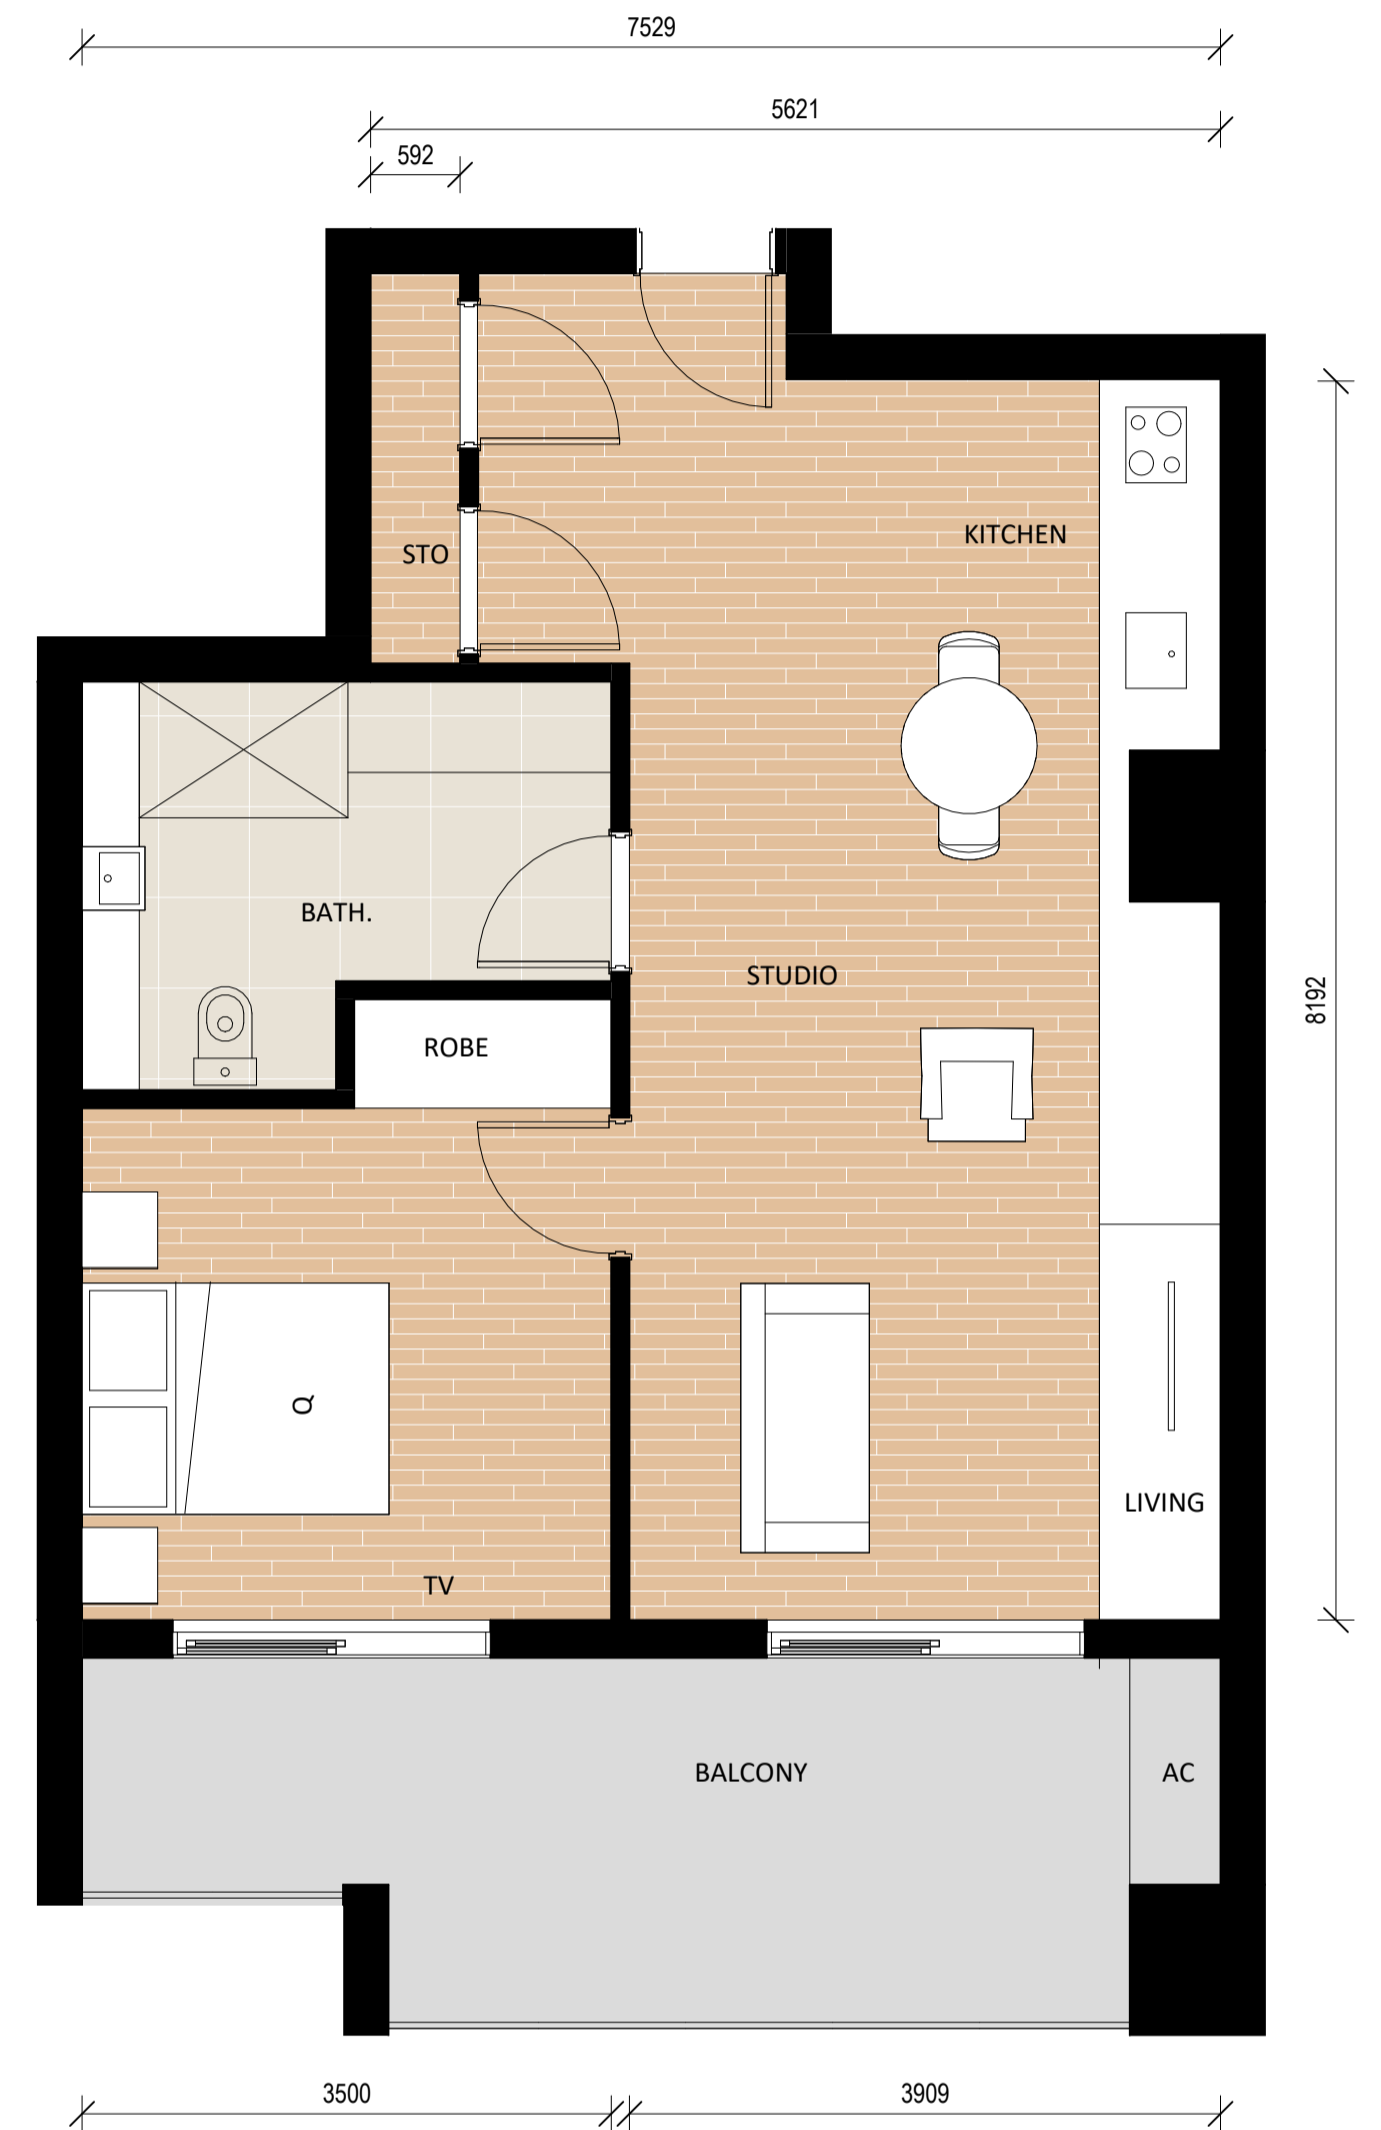 7529
5621
592
KITCHEN
STO
BATH.
STUDIO
8192
ROBE
Q
LIVING
TV
BALCONY
AC
3500
3909